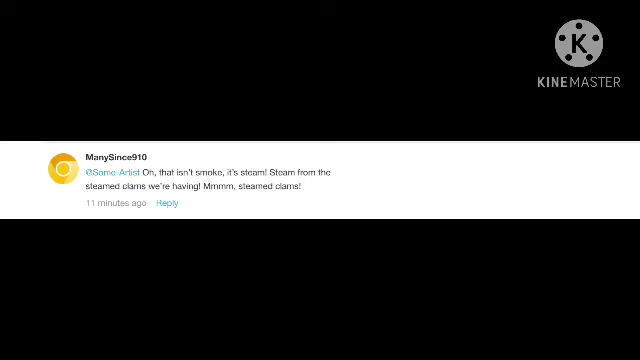 KINEMASTER
ManySince910
@Some-Artist Oh, that isn't smoke, it's steam! Steam from the
steamed clams we're having! Mmmm, steamed clams!
11 minutes ago Reply